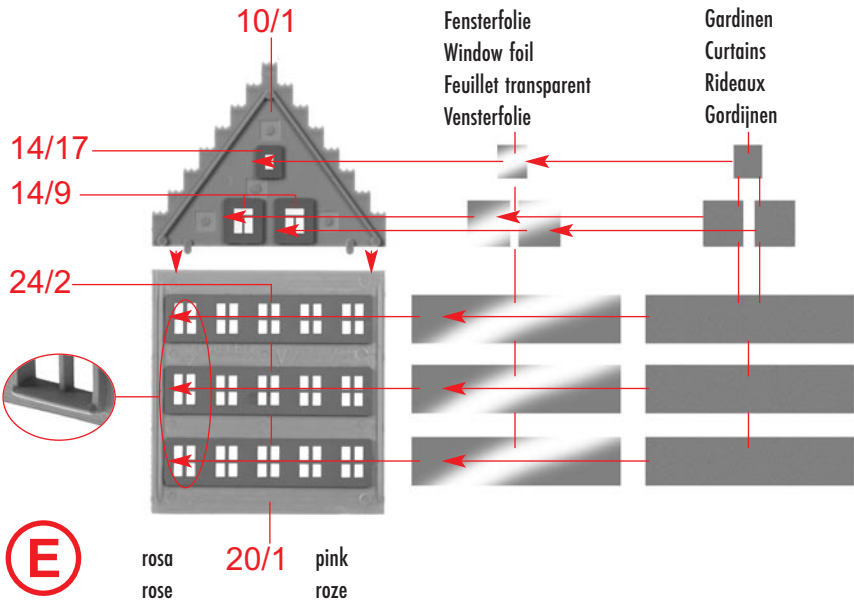 10/1
Fensterfolie
Window foil
Feuillet transparent
Vensterfolie
Gardinen
Curtains
Rideaux
Gordijnen
14/17
14/9
24/2
E
rosa 20/1 pink
rose roze